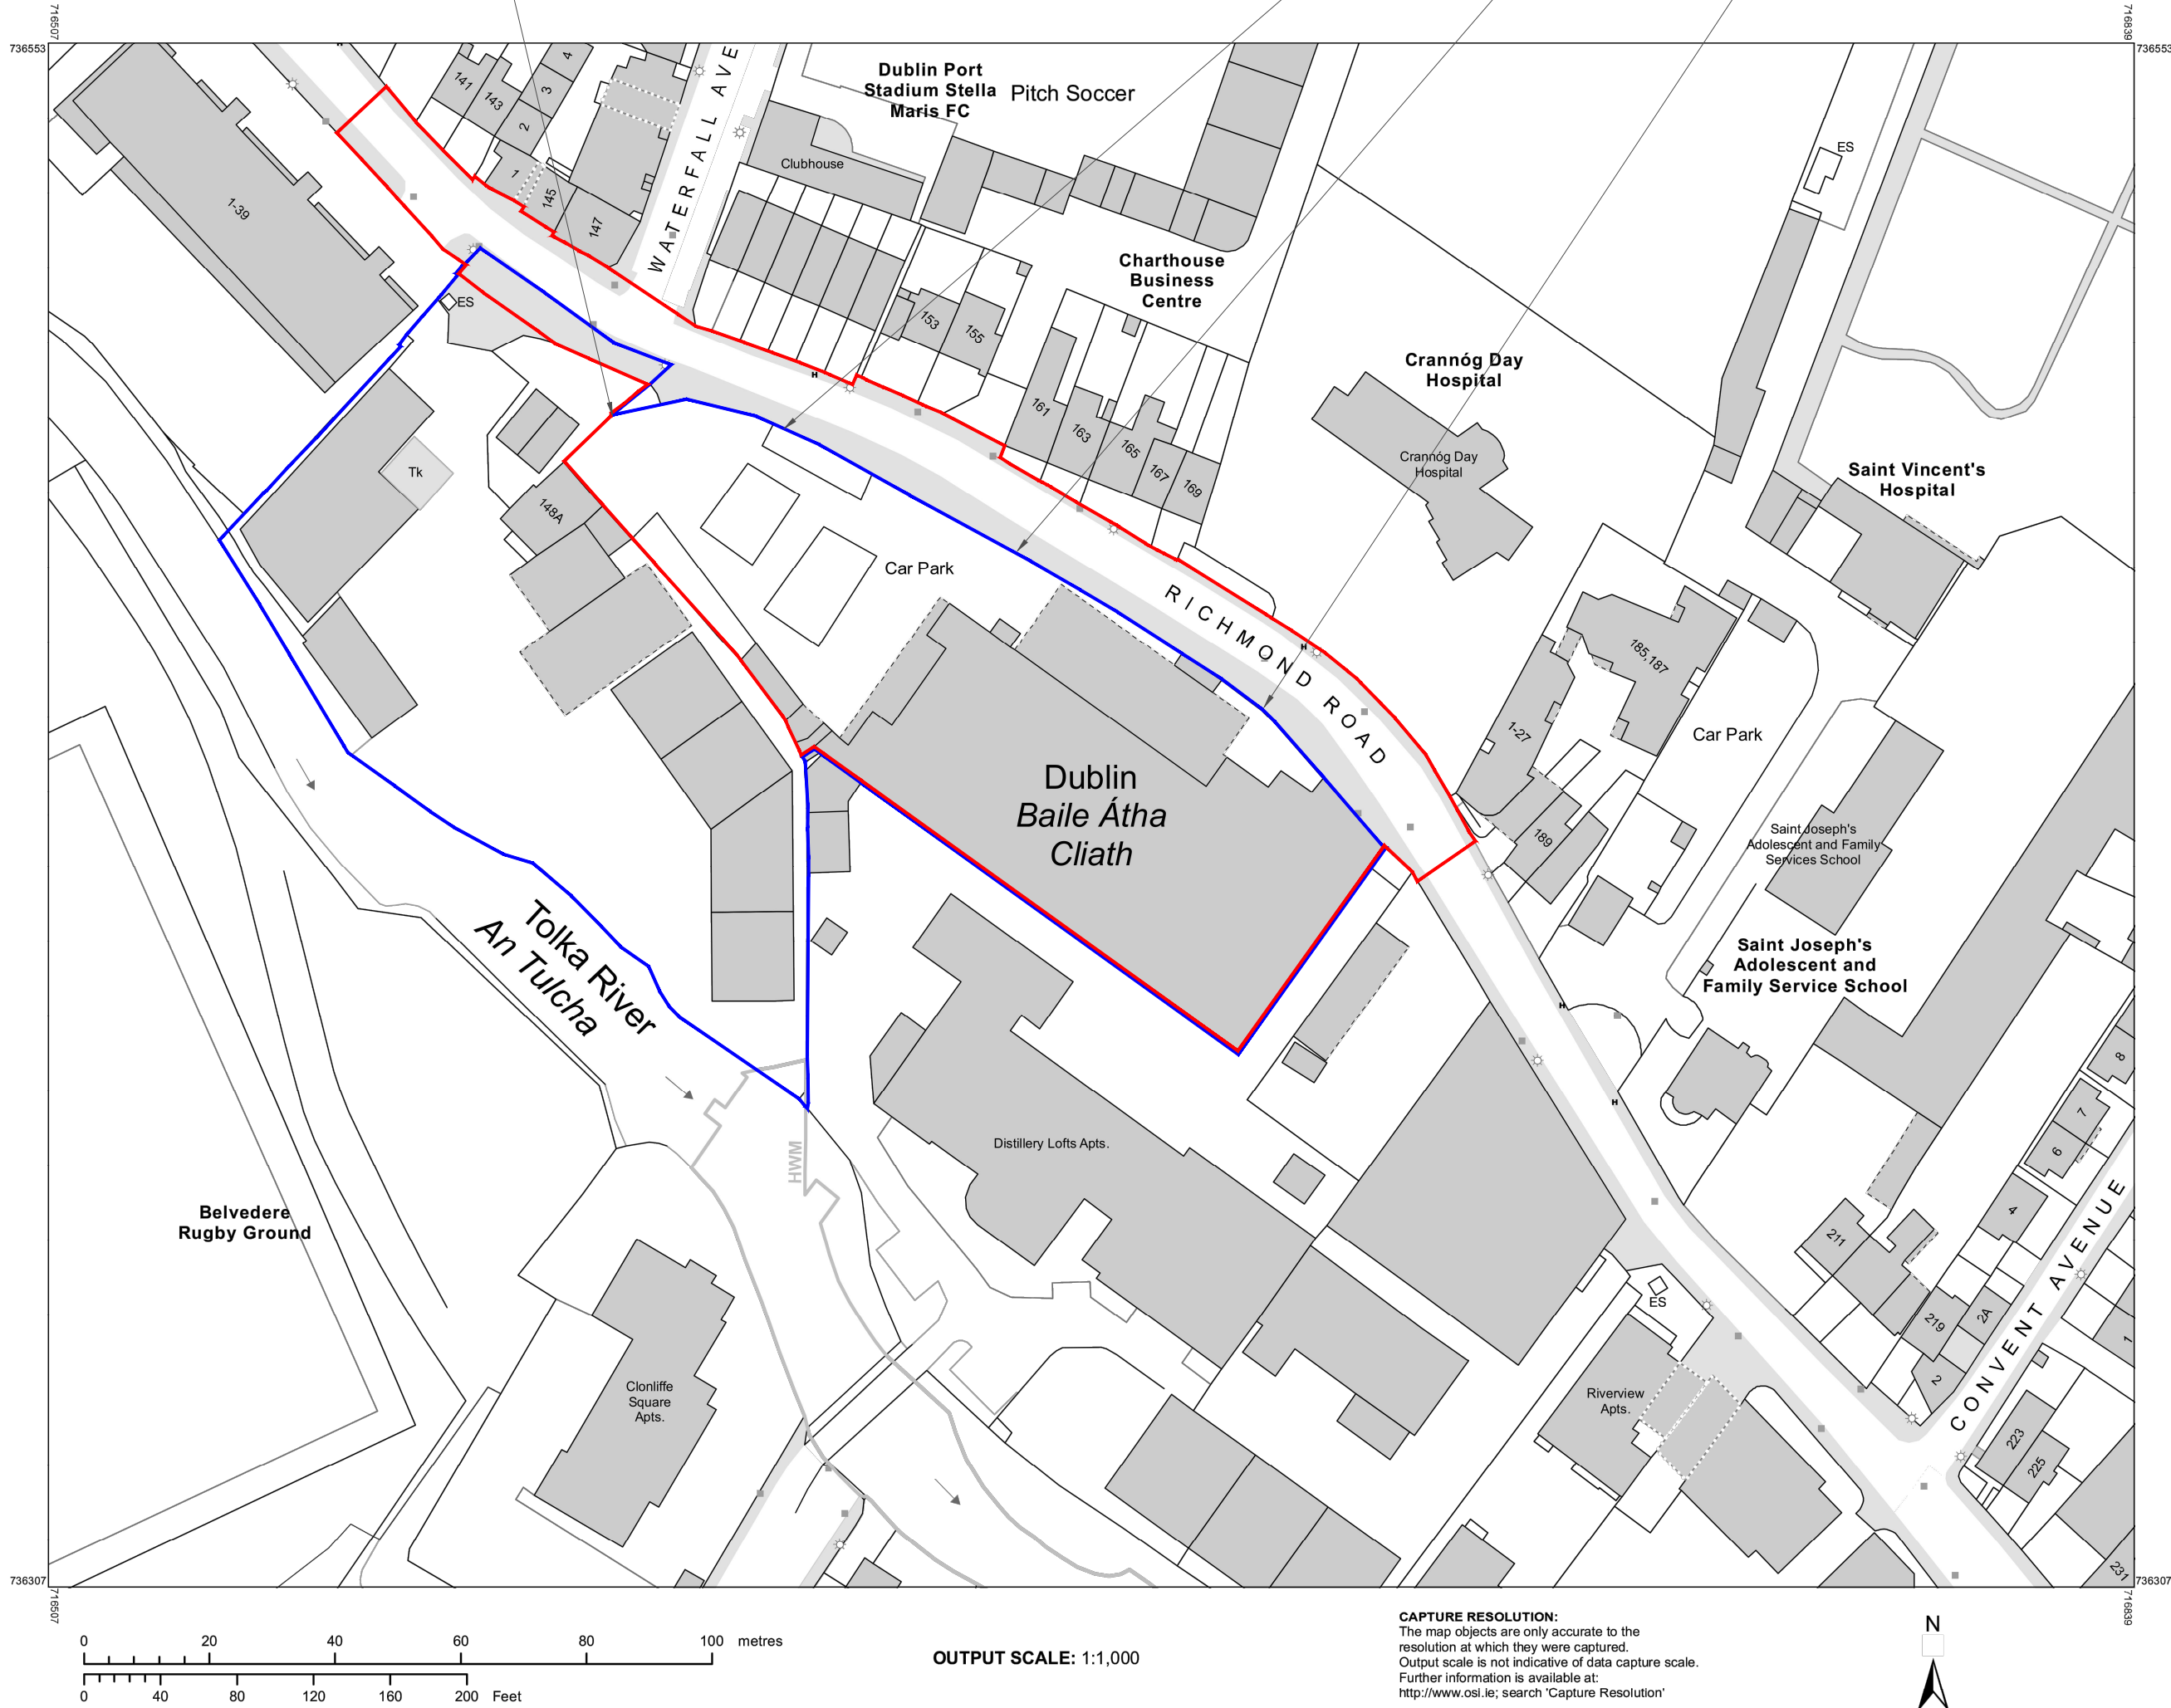 716507
716839
736553
736553
141
143
4
3
2
1
145
147
WATERFALL AVE
Dublin Port
Stadium Stella
Maris FC
Pitch Soccer
Clubhouse
ES
1-39
ES
153
155
Charthouse
Business
Centre
161
163
165
167
169
Crannóg Day
Hospital
Crannóg Day
Hospital
Saint Vincent's
Hospital
Tk
148A
Car Park
RICHMOND ROAD
H
H
185,187
1-27
189
Car Park
Dublin
Baile Átha
Cliath
Saint Joseph's
Adolescent and Family
Services School
Saint Joseph's
Adolescent and
Family Service School
Tolka River
An Tulcha
H
H
8
7
6
4
HWM
Distillery Lofts Apts.
Belvedere
Rugby Ground
211
219
2A
2
1
CONVENT AVENUE
ES
Clonliffe
Square
Apts.
Riverview
Apts.
223
225
231
736307
736307
716507
716839
0 20 40 60 80 100 metres
0 40 80 120 160 200 Feet
OUTPUT SCALE: 1:1,000
CAPTURE RESOLUTION:
The map objects are only accurate to the
resolution at which they were captured.
Output scale is not indicative of data capture scale.
Further information is available at:
http://www.osi.ie; search 'Capture Resolution'
N